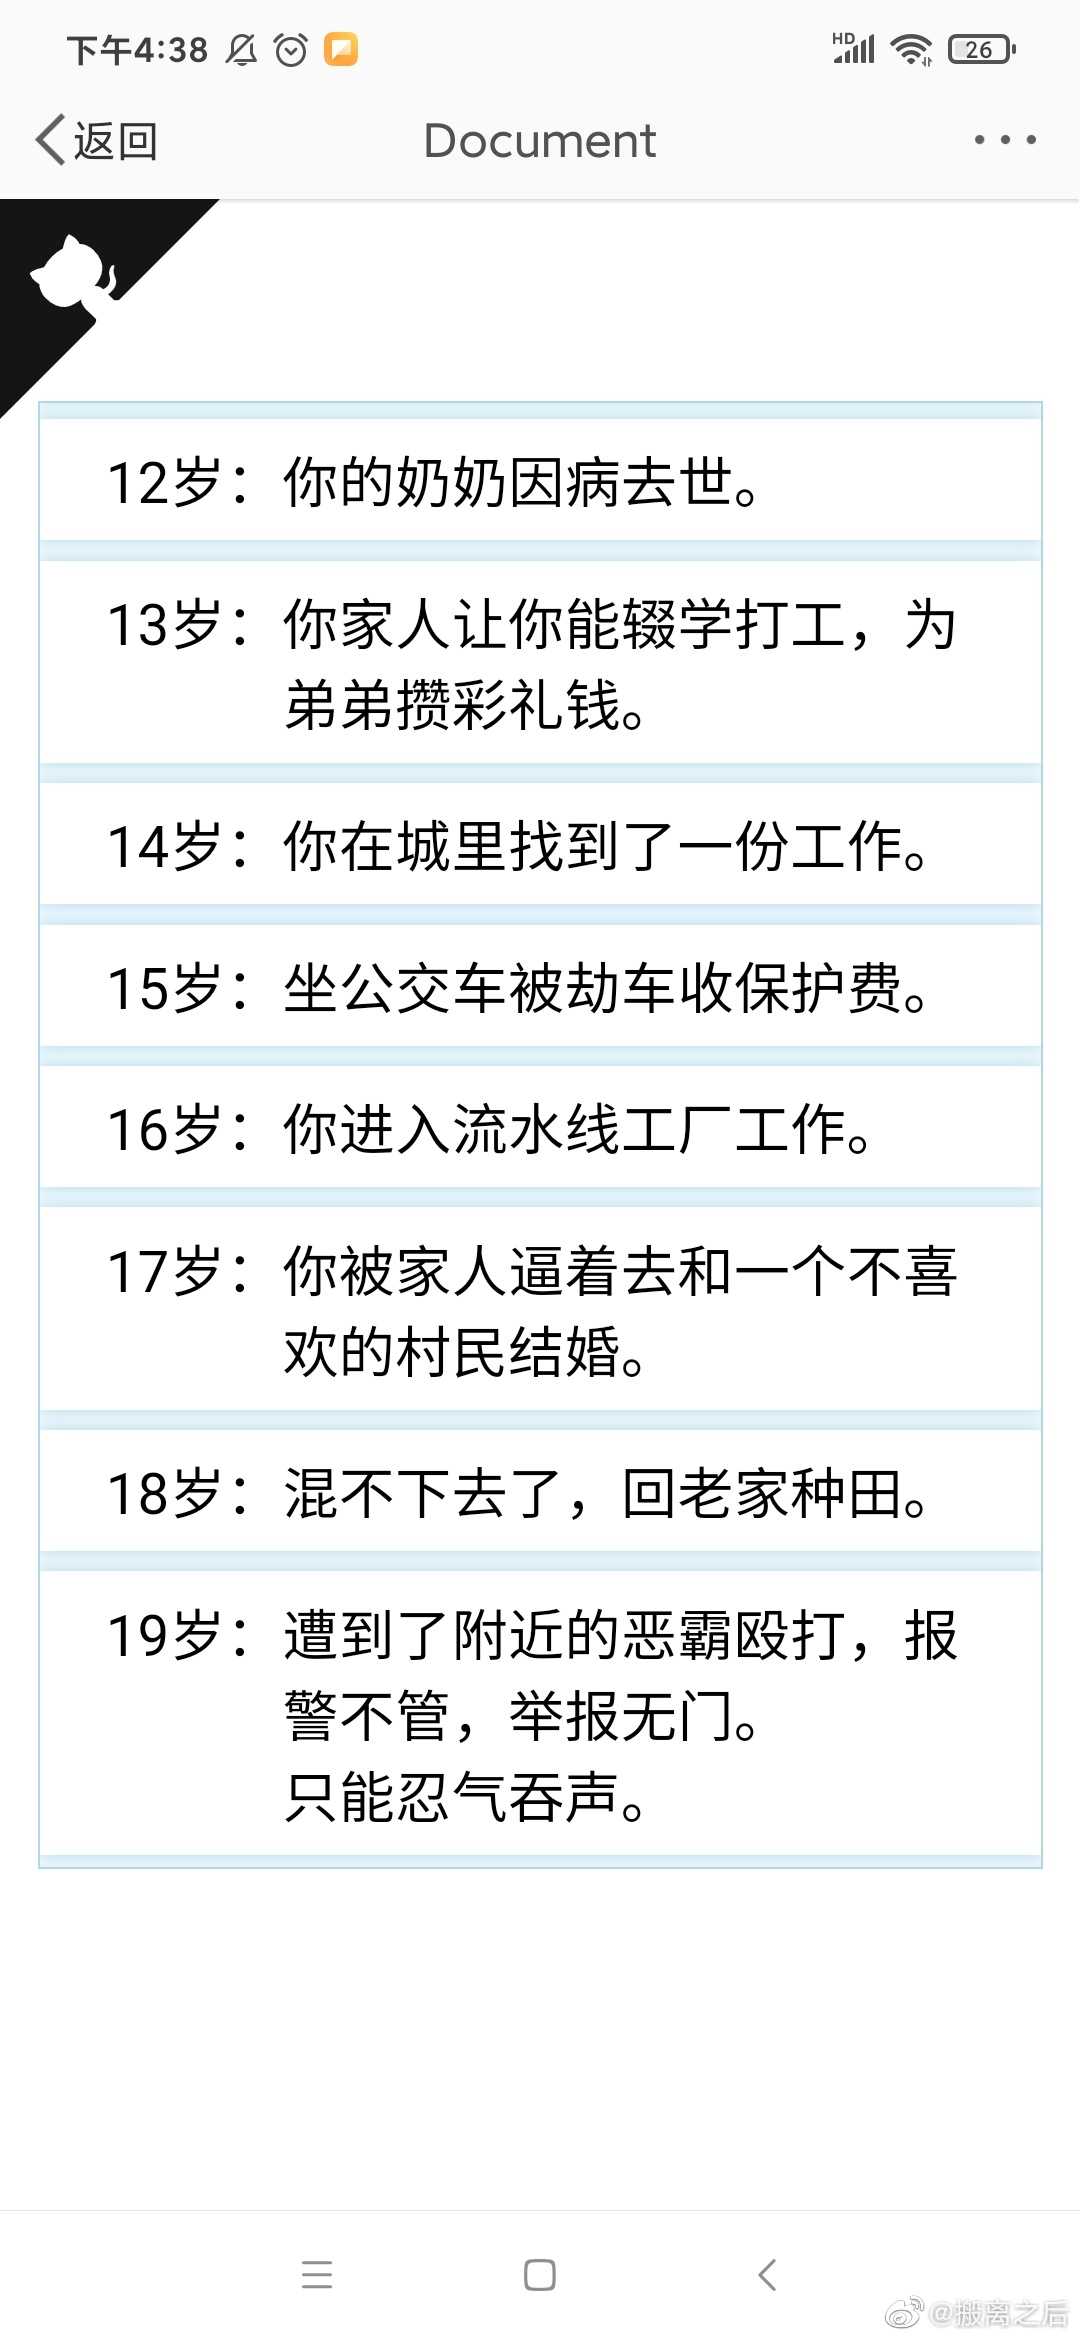 下午4:38
HD
26
返回
Document
12岁：你的奶奶因病去世。
13岁：你家人让你能辍学打工，为
弟弟攒彩礼钱。
14岁：你在城里找到了一份工作。
15岁：坐公交车被劫车收保护费。
16岁：你进入流水线工厂工作。
17岁：你被家人逼着去和一个不喜
欢的村民结婚。
18岁：混不下去了，回老家种田。
19岁：遭到了附近的恶霸殴打，报
警不管，举报无门。
只能忍气吞声。
@搬离之后